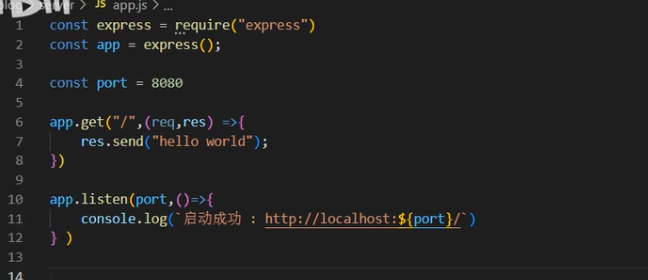 server > JS app.js > ...
1 const express = require("express")
2 const app = express();
3
4 const port = 8080
5
6 app.get("/",(req,res) =>{
7     res.send("hello world");
8 })
9
10 app.listen(port,()=>{
11     console.log(`启动成功 : http://localhost:${port}/`)
12 } )
13
14